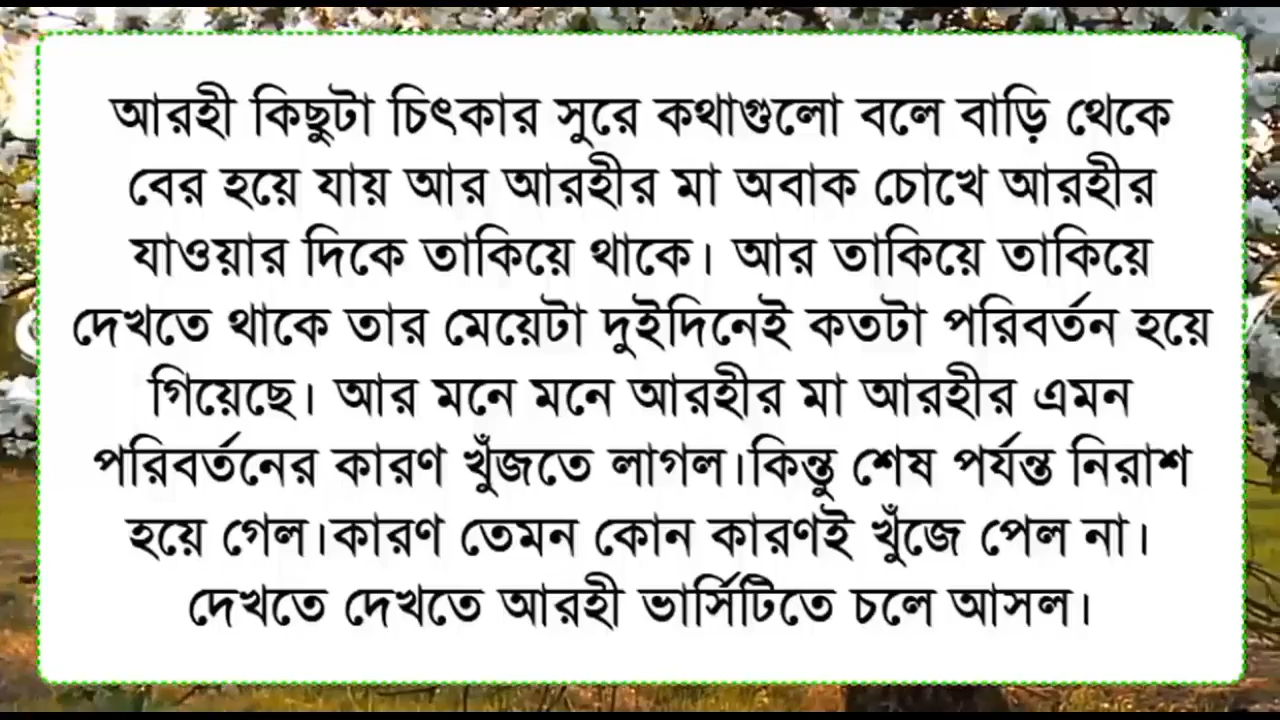 আরহী কিছুটা চিৎকার সুরে কথাগুলো বলে বাড়ি থেকে
বের হয়ে যায় আর আরহীর মা অবাক চোখে আরহীর
যাওয়ার দিকে তাকিয়ে থাকে। আর তাকিয়ে তাকিয়ে
দেখতে থাকে তার মেয়েটা দুইদিনেই কতটা পরিবর্তন হয়ে
গিয়েছে। আর মনে মনে আরহীর মা আরহীর এমন
পরিবর্তনের কারণ খুঁজতে লাগল।কিন্তু শেষ পর্যন্ত নিরাশ
হয়ে গেল।কারণ তেমন কোন কারণই খুঁজে পেল না।
দেখতে দেখতে আরহী ভার্সিটিতে চলে আসল।